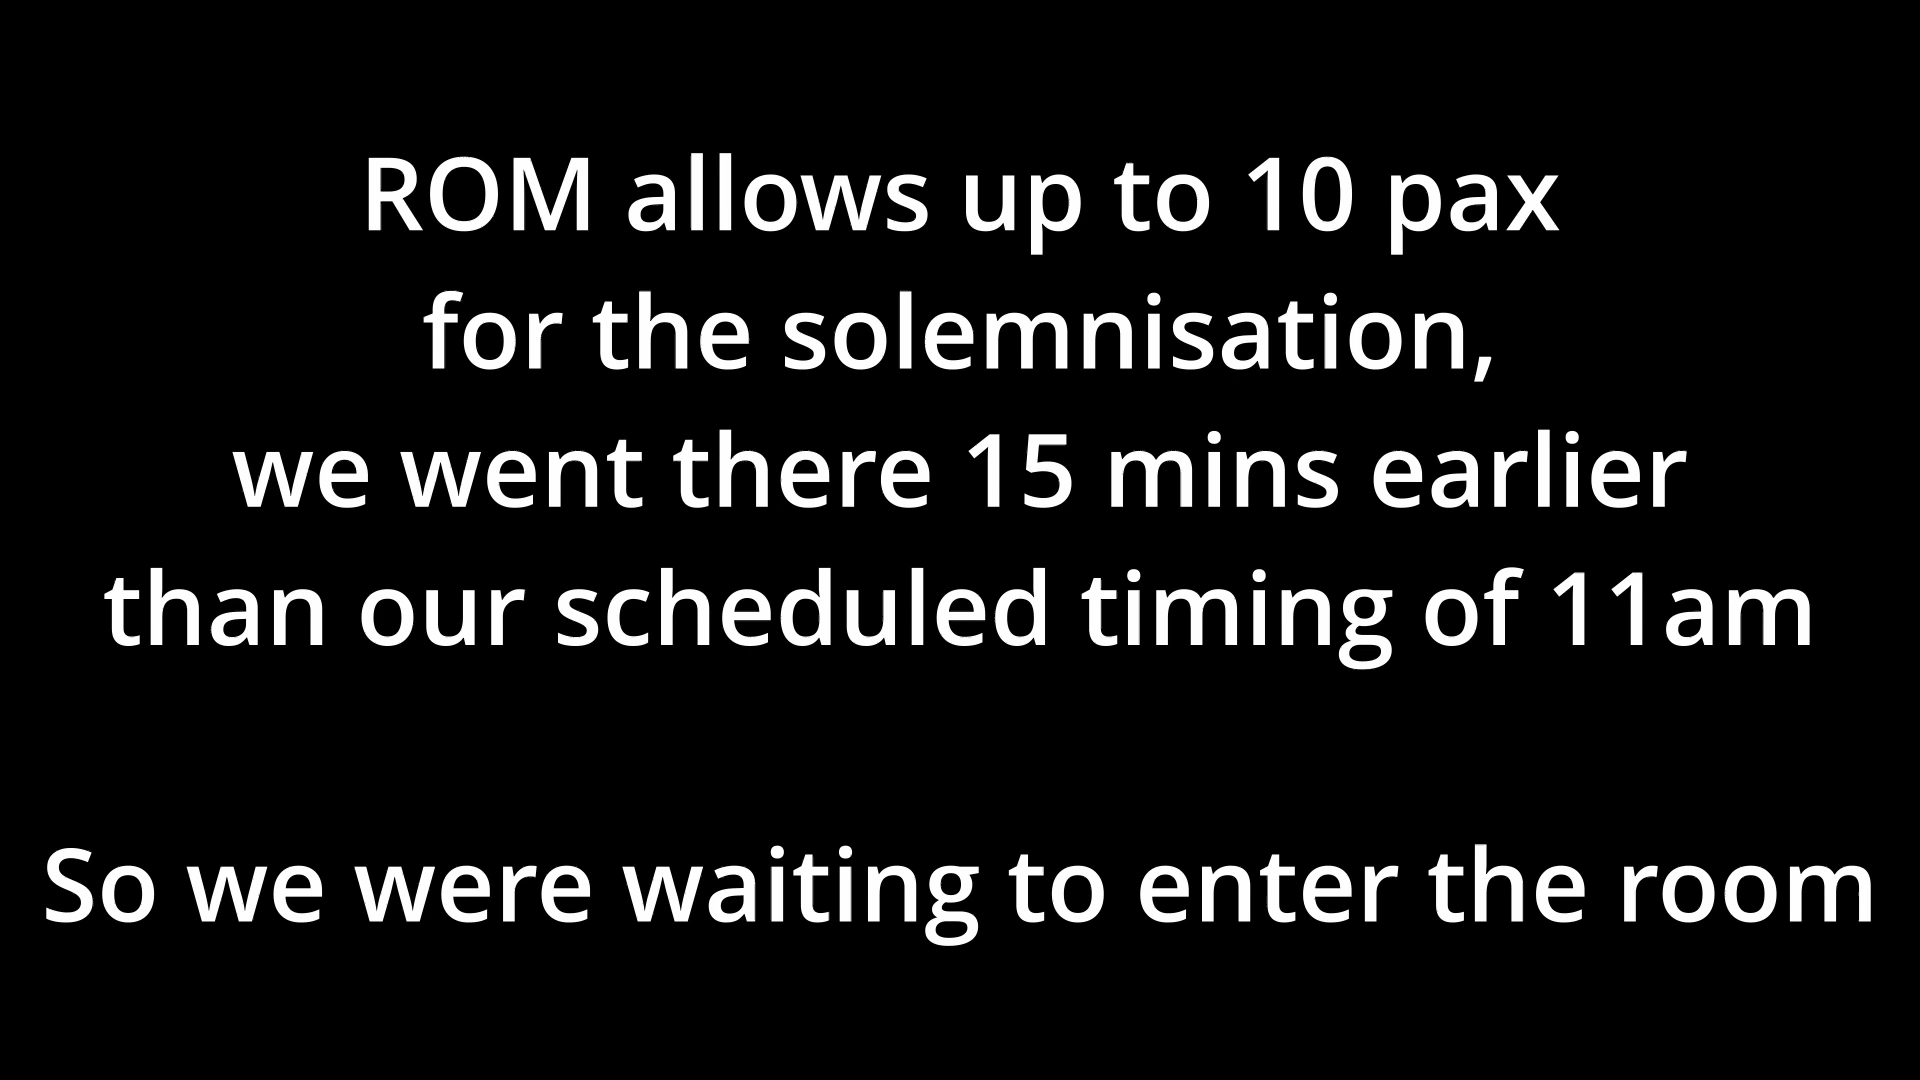 ROM allows up to 10 pax
for the solemnisation,
we went there 15 mins earlier
than our scheduled timing of 11am
So we were waiting to enter the room